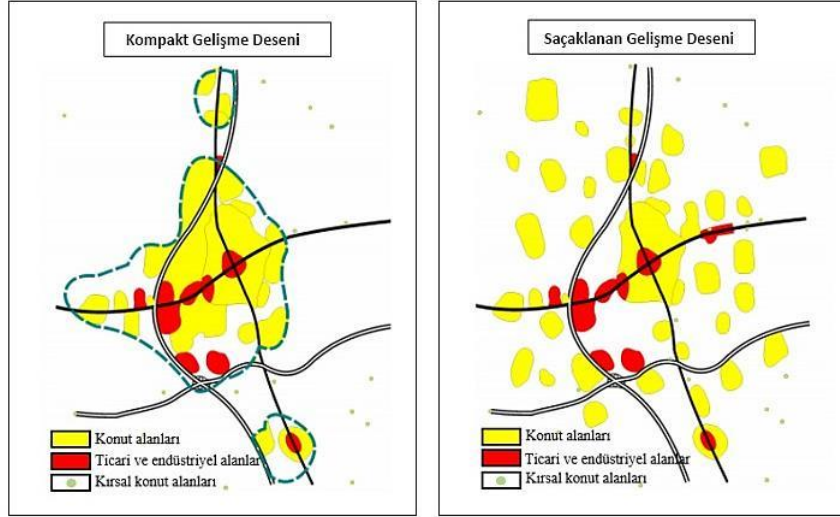 Kompakt Gelişme Deseni
Konut alanları
Ticari ve endüstriyel alanlar
Kırsal konut alanları
Saçaklanan Gelişme Deseni
Konut alanları
Ticari ve endüstriyel alanlar
Kırsal konut alanları